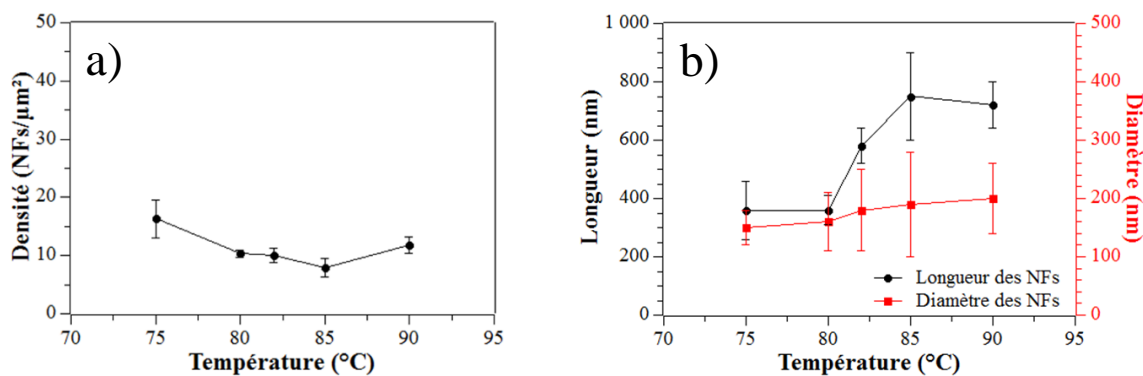 a)
Densité (NFs/µm²)
50
40
30
20
10
0
70 75 80 85 90 95
Température (°C)
b)
Longueur (nm)
1 000
800
600
400
200
0
70 75 80 85 90 95
Température (°C)
500
400
300
200
100
0
Diamètre (nm)
Longueur des NFs
Diamètre des NFs